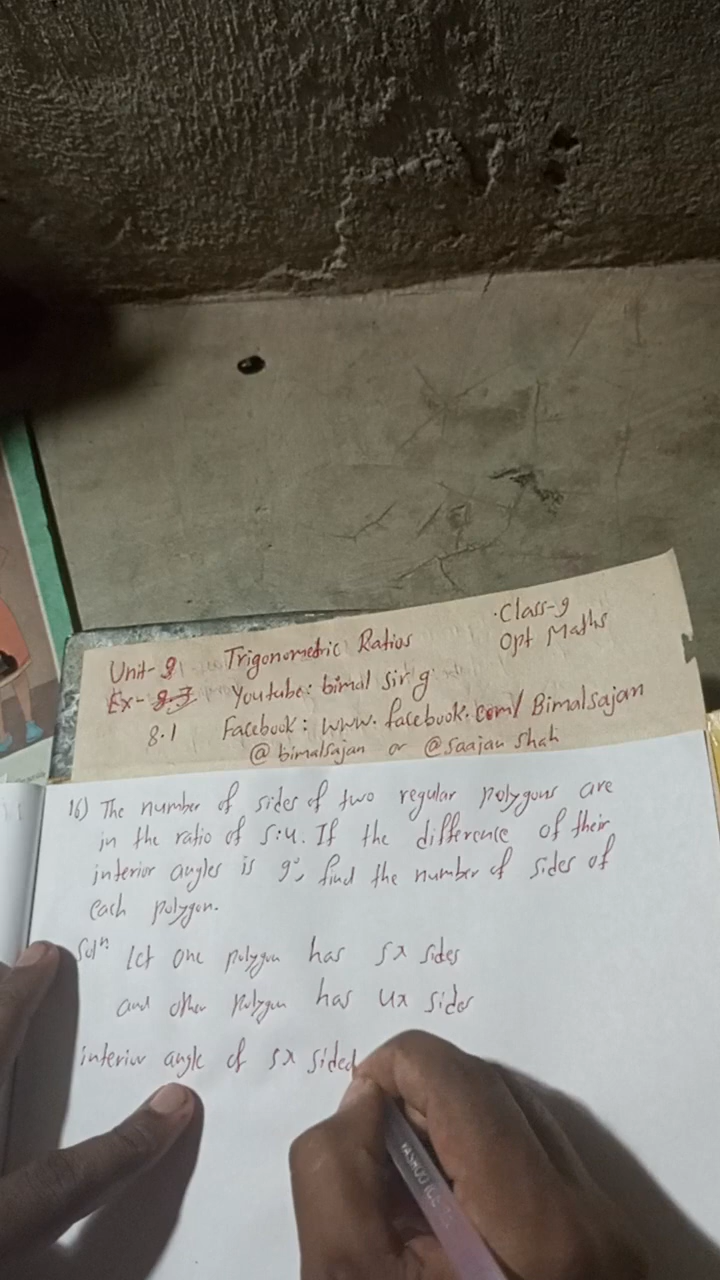 Unit-9 Trigonometric Ratios
Class-9
Opt Maths
Ex- 8.7 Youtube: bimal sir g
8.1 Facebook: www.facebook.com/Bimalsajan
@bimalsajan or @saajan shah
16) The number of sides of two regular polygons are
in the ratio of 5:4. If the difference of their
interior angles is 9°, find the number of sides of
each polygon.
Solⁿ Let one polygon has 5x sides
and other polygon has 4x sides
interior angle of 5x sided